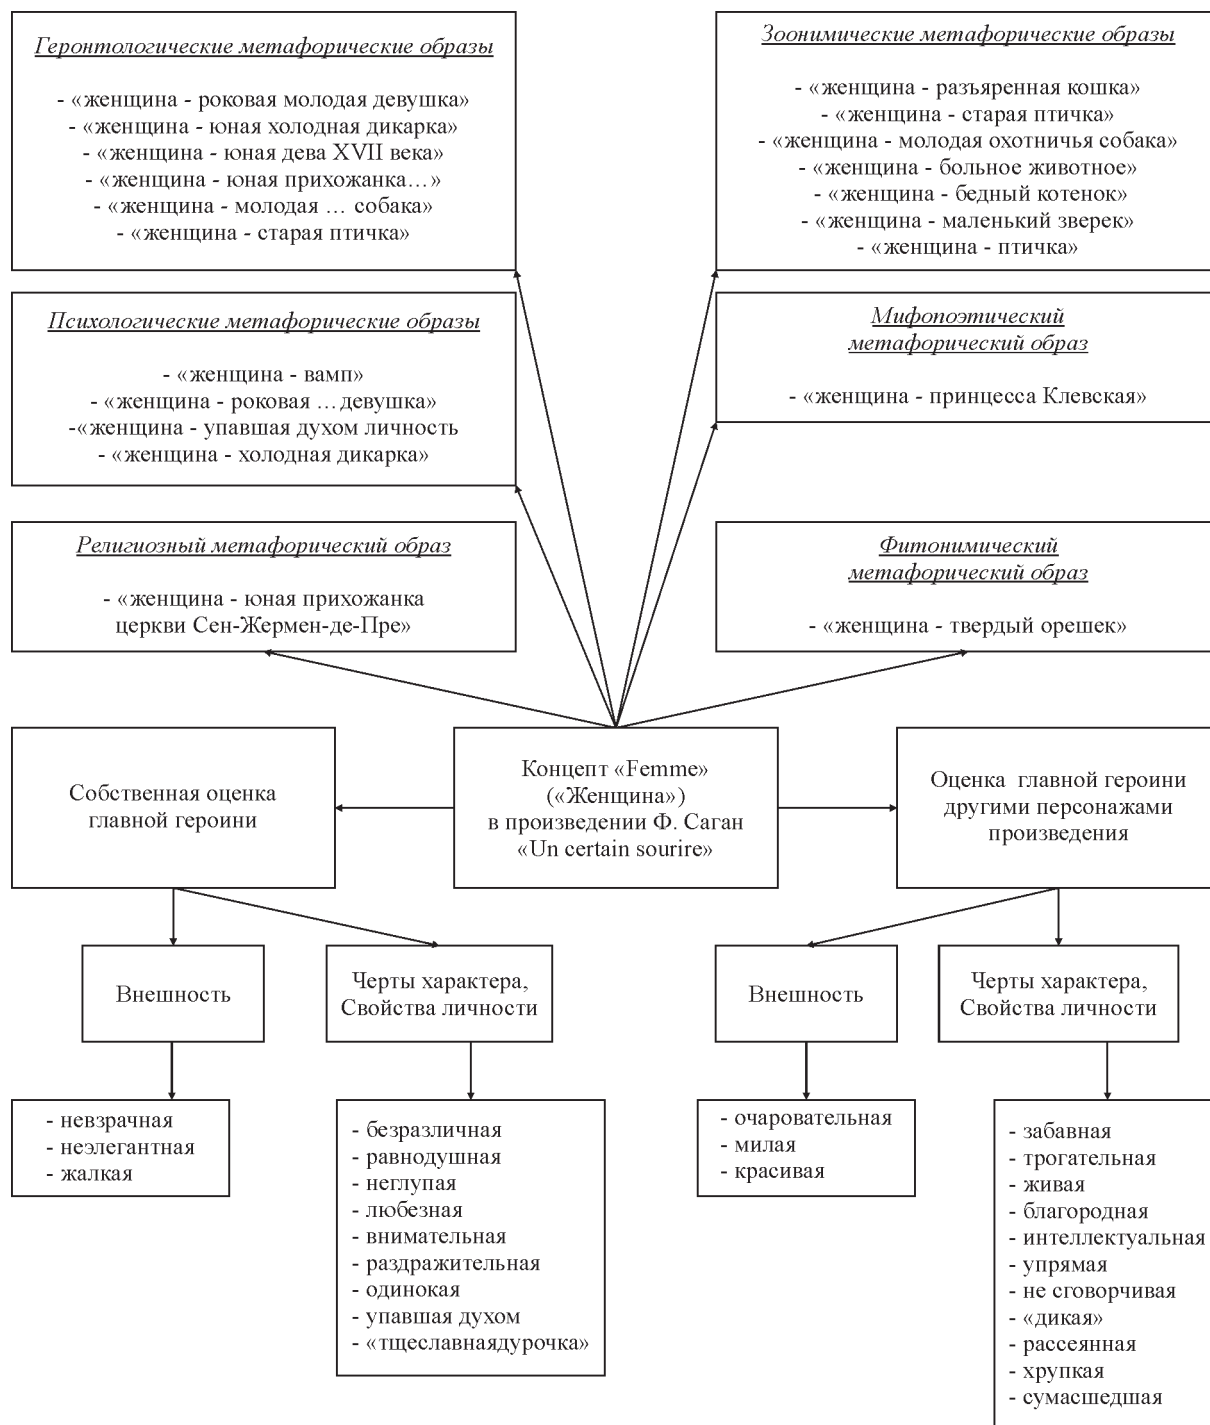 Геронтологические метафорические образы
- «женщина - роковая молодая девушка»
- «женщина - юная холодная дикарка»
- «женщина - юная дева XVII века»
- «женщина - юная прихожанка…»
- «женщина - молодая … собака»
- «женщина - старая птичка»
Зоонимические метафорические образы
- «женщина - разъяренная кошка»
- «женщина - старая птичка»
- «женщина - молодая охотничья собака»
- «женщина - больное животное»
- «женщина - бедный котенок»
- «женщина - маленький зверек»
- «женщина - птичка»
Психологические метафорические образы
- «женщина - вамп»
- «женщина - роковая …девушка»
-«женщина - упавшая духом личность
- «женщина - холодная дикарка»
Мифопоэтический
метафорический образ
- «женщина - принцесса Клевская»
Религиозный метафорический образ
- «женщина - юная прихожанка
церкви Сен-Жермен-де-Пре»
Фитонимический
метафорический образ
- «женщина - твердый орешек»
Собственная оценка
главной героини
Концепт «Femme»
(«Женщина»)
в произведении Ф. Саган
«Un certain sourire»
Оценка главной героини
другими персонажами
произведения
Внешность
Черты характера,
Свойства личности
Внешность
Черты характера,
Свойства личности
- невзрачная
- неэлегантная
- жалкая
- безразличная
- равнодушная
- неглупая
- любезная
- внимательная
- раздражительная
- одинокая
- упавшая духом
- «тщеславнаядурочка»
- очаровательная
- милая
- красивая
- забавная
- трогательная
- живая
- благородная
- интеллектуальная
- упрямая
- не сговорчивая
- «дикая»
- рассеянная
- хрупкая
- сумасшедшая